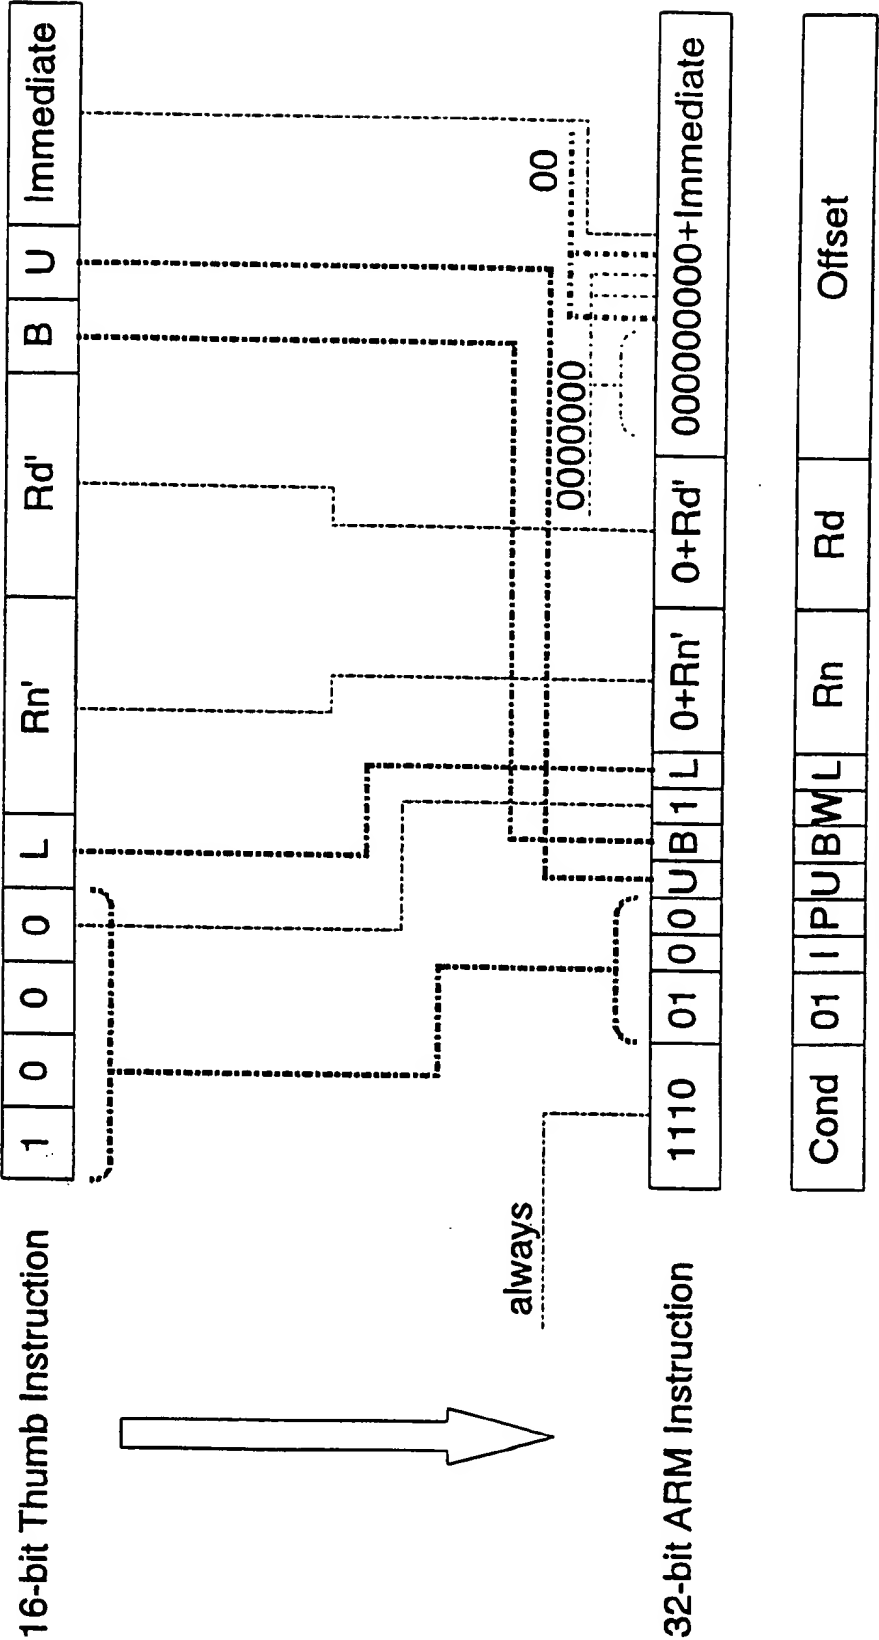 16-bit Thumb Instruction
1 0 0 0 L Rn' Rd' B U Immediate
always
0000000
00
32-bit ARM Instruction
1110 01 0 0 U B 1 L 0+Rn' 0+Rd' 000000000+Immediate
Cond 01 I P U B W L Rn Rd Offset